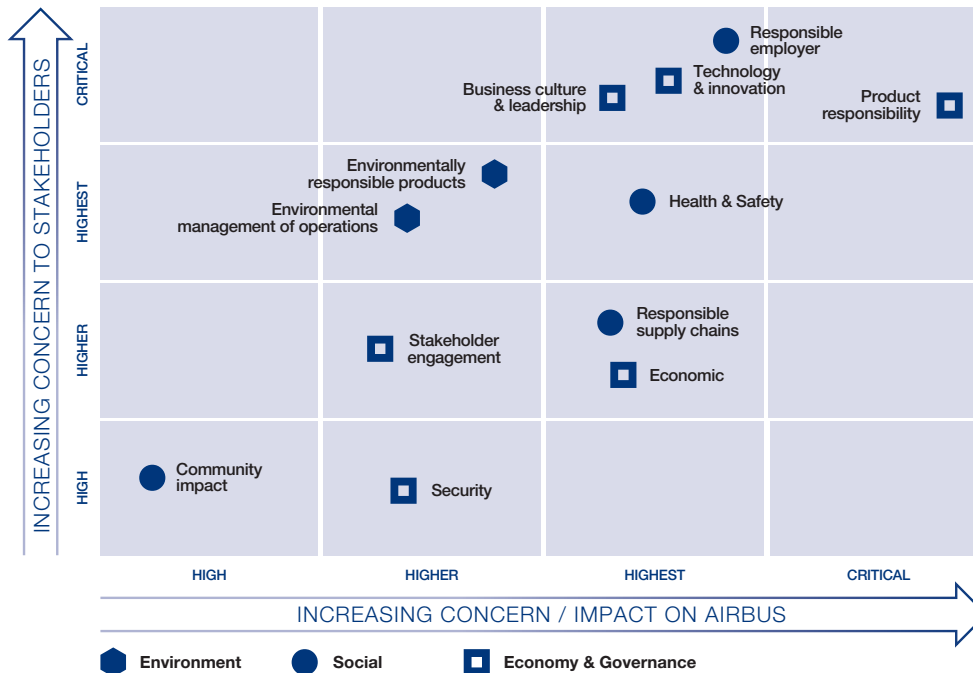 INCREASING CONCERN TO STAKEHOLDERS
CRITICAL
Responsible
employer
Technology
& innovation
Business culture
& leadership
Product
responsibility
HIGHEST
Environmentally
responsible products
Environmental
management of operations
Health & Safety
HIGHER
Responsible
supply chains
Stakeholder
engagement
Economic
HIGH
Community
impact
Security
HIGH
HIGHER
HIGHEST
CRITICAL
INCREASING CONCERN / IMPACT ON AIRBUS
Environment
Social
Economy & Governance